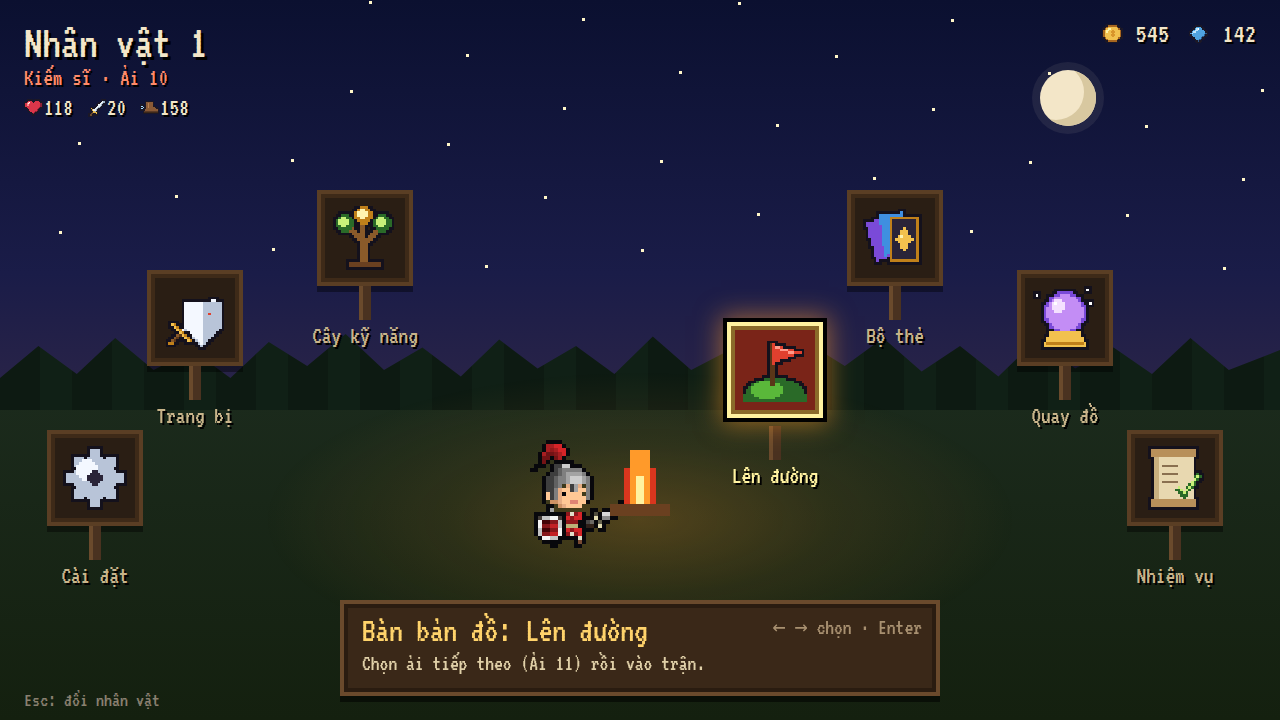 Nhân vật 1
Kiếm sĩ · Ải 10
118 20 158
545 142
Cây kỹ năng
Bộ thẻ
Trang bị
Quay đồ
Lên đường
Cài đặt
Nhiệm vụ
Bàn bản đồ: Lên đường
← → chọn · Enter
Chọn ải tiếp theo (Ải 11) rồi vào trận.
Esc: đổi nhân vật